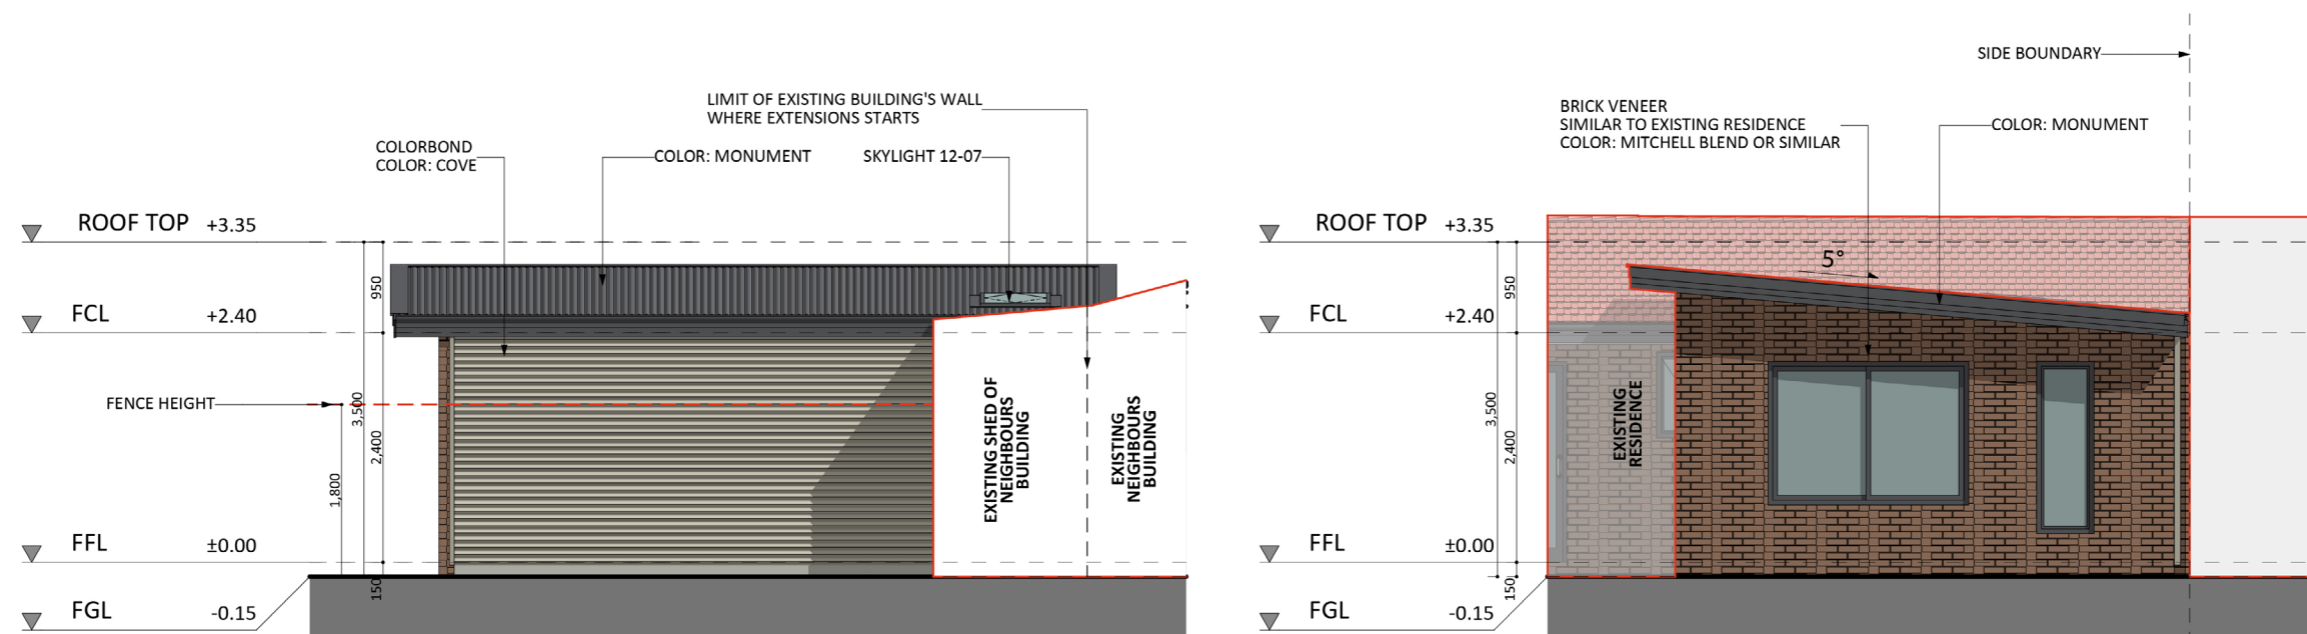 LIMIT OF EXISTING BUILDING'S WALL
WHERE EXTENSIONS STARTS
COLORBOND
COLOR: COVE
COLOR: MONUMENT
SKYLIGHT 12-07
ROOF TOP +3.35
FCL +2.40
FENCE HEIGHT
FFL ±0.00
FGL -0.15
950
3,500
2,400
1,800
150
EXISTING SHED OF
NEIGHBOURS
BUILDING
EXISTING
NEIGHBOURS
BUILDING
SIDE BOUNDARY
BRICK VENEER
SIMILAR TO EXISTING RESIDENCE
COLOR: MITCHELL BLEND OR SIMILAR
COLOR: MONUMENT
ROOF TOP +3.35
5°
FCL +2.40
FFL ±0.00
FGL -0.15
950
3,500
2,400
150
EXISTING
RESIDENCE